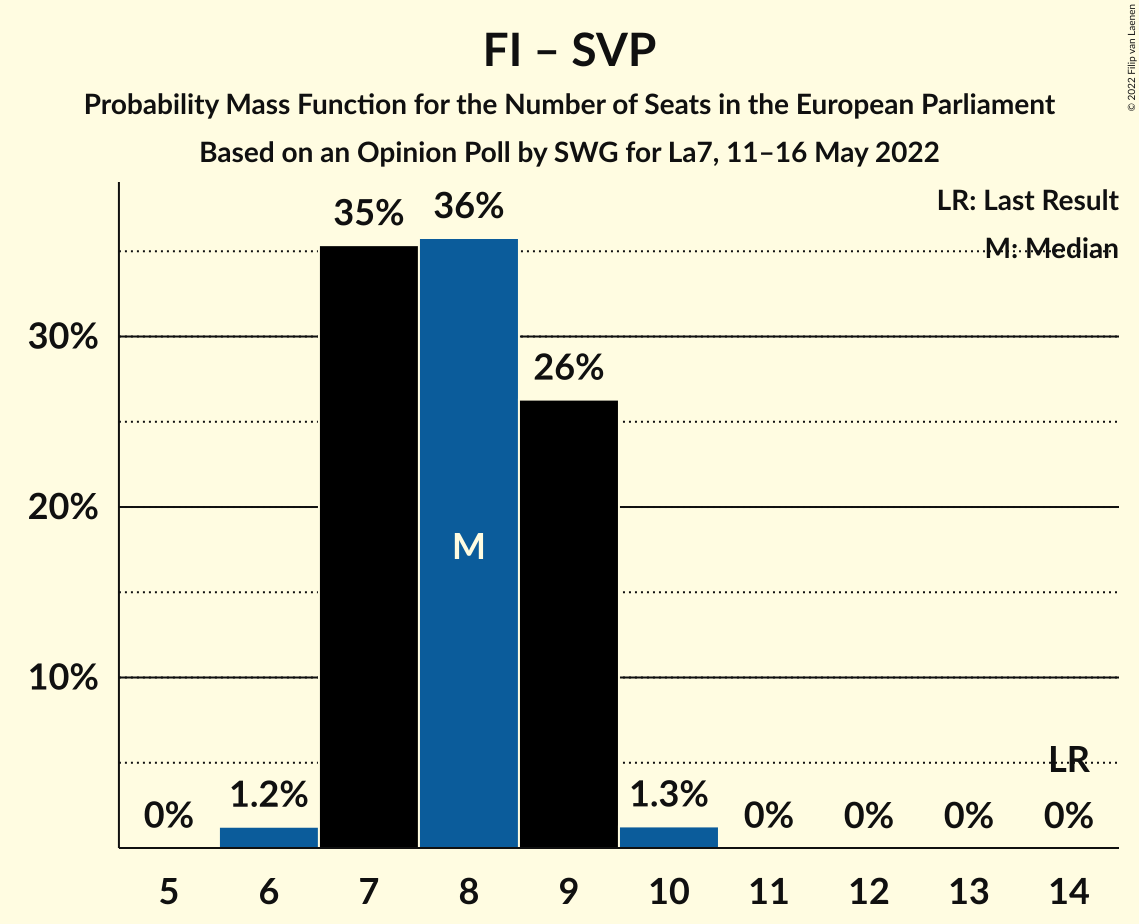 FI – SVP
Probability Mass Function for the Number of Seats in the European Parliament
Based on an Opinion Poll by SWG for La7, 11–16 May 2022
© 2022 Filip van Laenen
LR: Last Result
M: Median
35%
36%
30%
26%
20%
M
10%
LR
0%
1.2%
1.3%
0%
0%
0%
0%
5
6
7
8
9
10
11
12
13
14